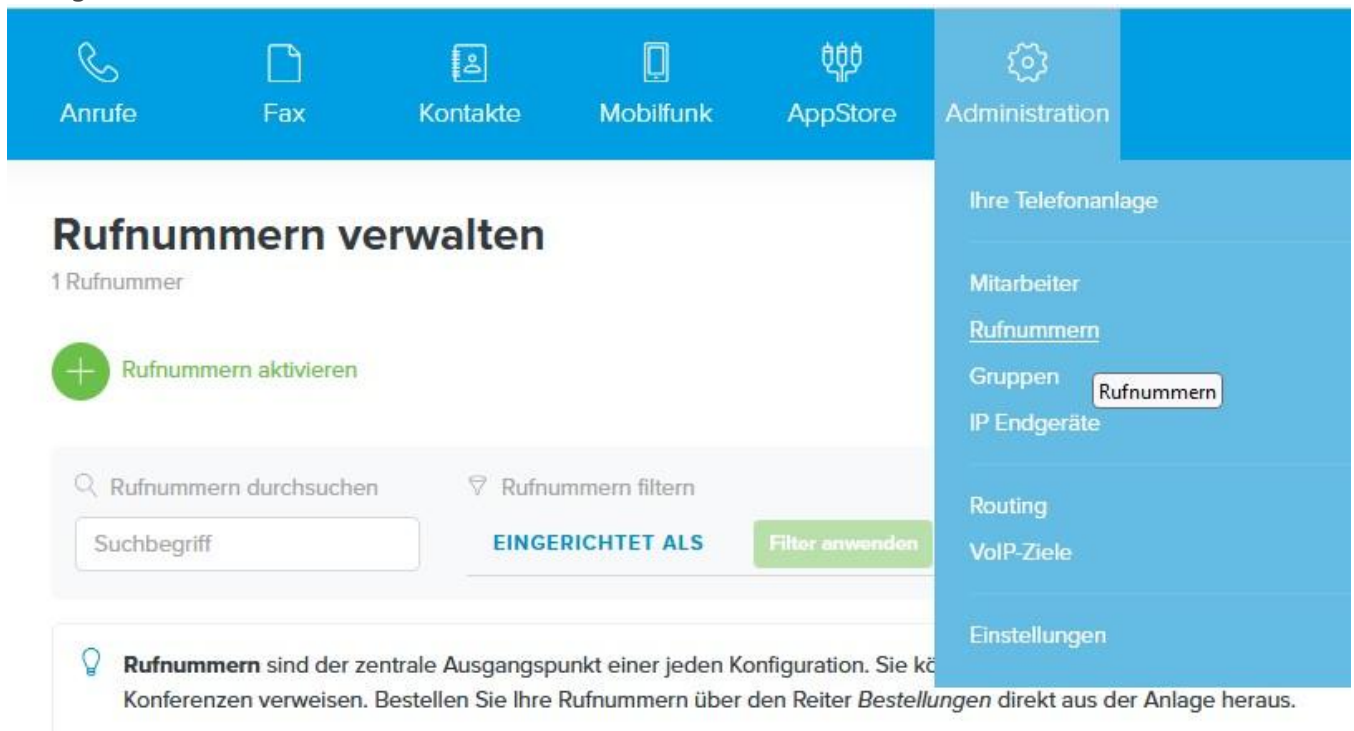 Anrufe
Fax
Kontakte
Mobilfunk
AppStore
Administration
Ihre Telefonanlage
Mitarbeiter
Rufnummern
Gruppen
Rufnummern
IP Endgeräte
Routing
VoIP-Ziele
Einstellungen
Rufnummern verwalten
1 Rufnummer
Rufnummern aktivieren
Rufnummern durchsuchen
Rufnummern filtern
Suchbegriff
EINGERICHTET ALS
Filter anwenden
Rufnummern sind der zentrale Ausgangspunkt einer jeden Konfiguration. Sie
Konferenzen verweisen. Bestellen Sie Ihre Rufnummern über den Reiter Bestellungen direkt aus der Anlage heraus.